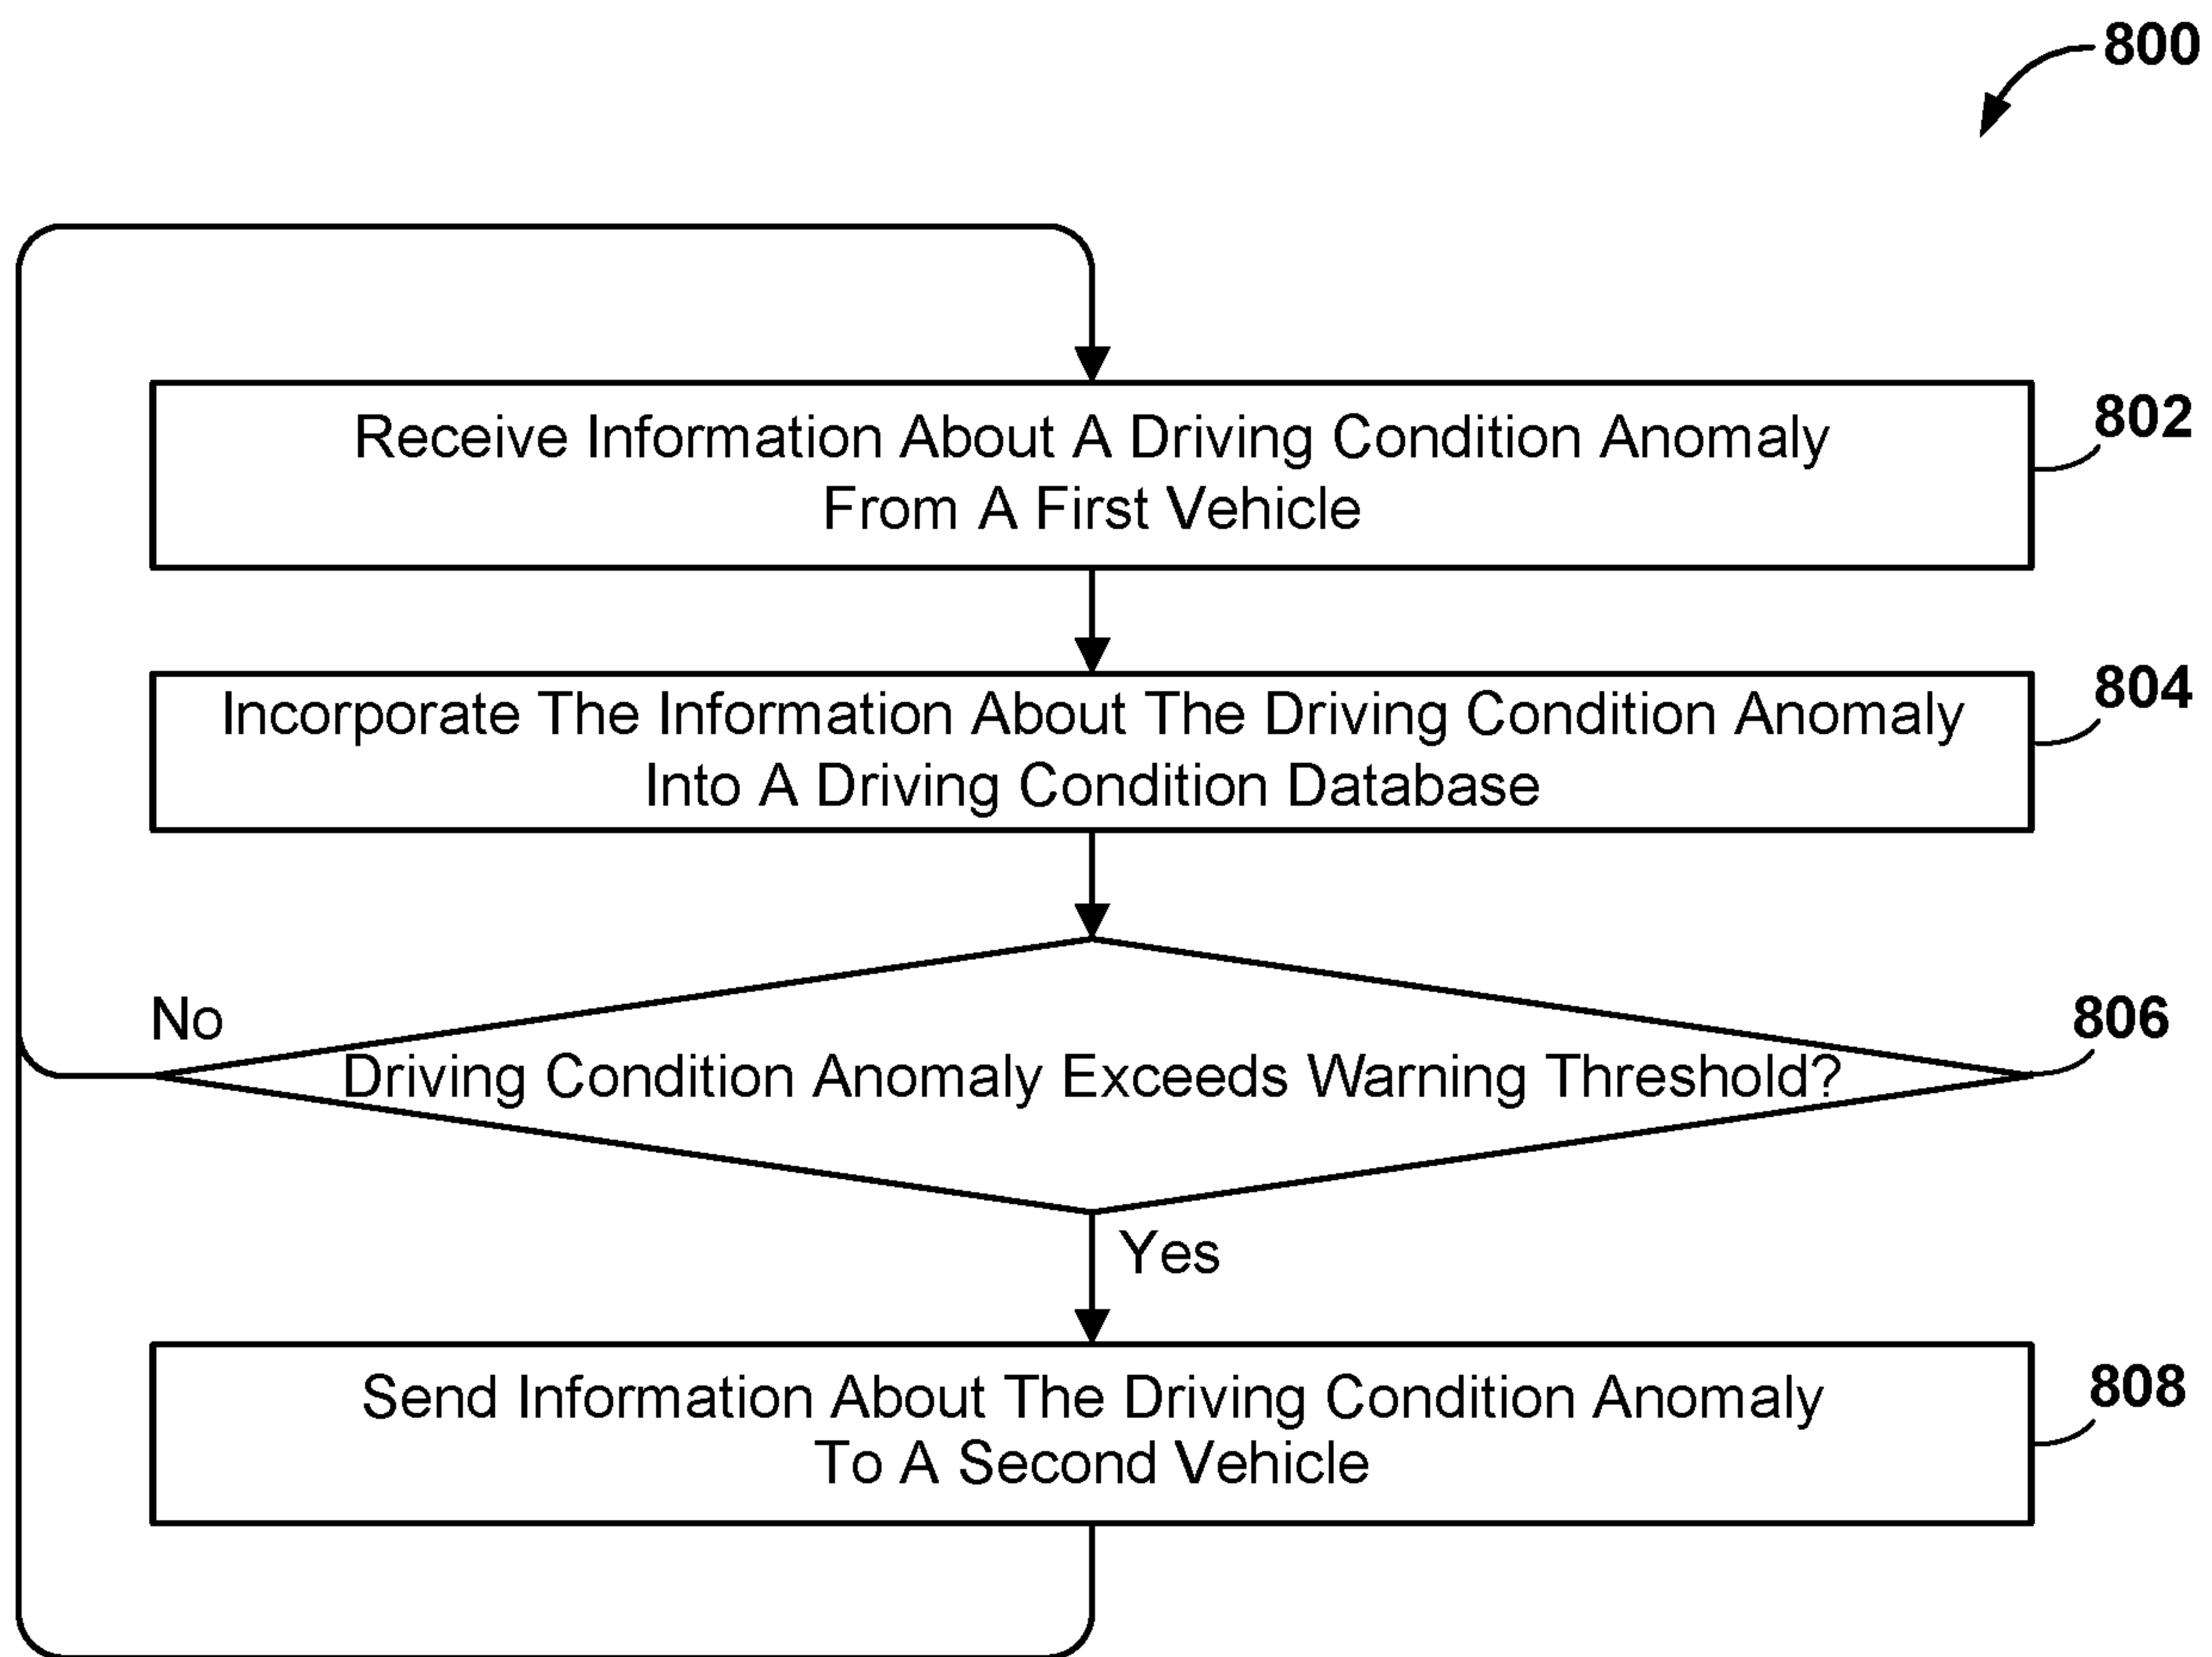 800
Receive Information About A Driving Condition Anomaly
From A First Vehicle
802
Incorporate The Information About The Driving Condition Anomaly
Into A Driving Condition Database
804
No
Driving Condition Anomaly Exceeds Warning Threshold?
806
Yes
Send Information About The Driving Condition Anomaly
To A Second Vehicle
808